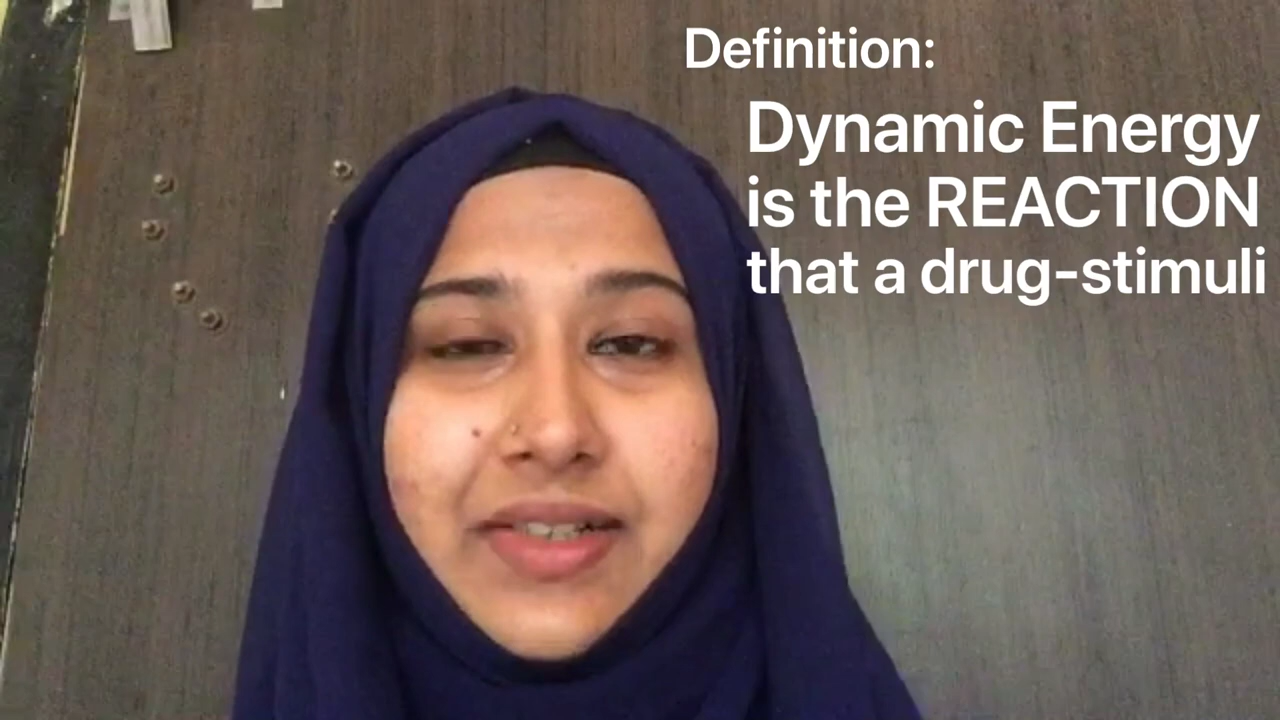 Definition:
Dynamic Energy
is the REACTION
that a drug-stimuli